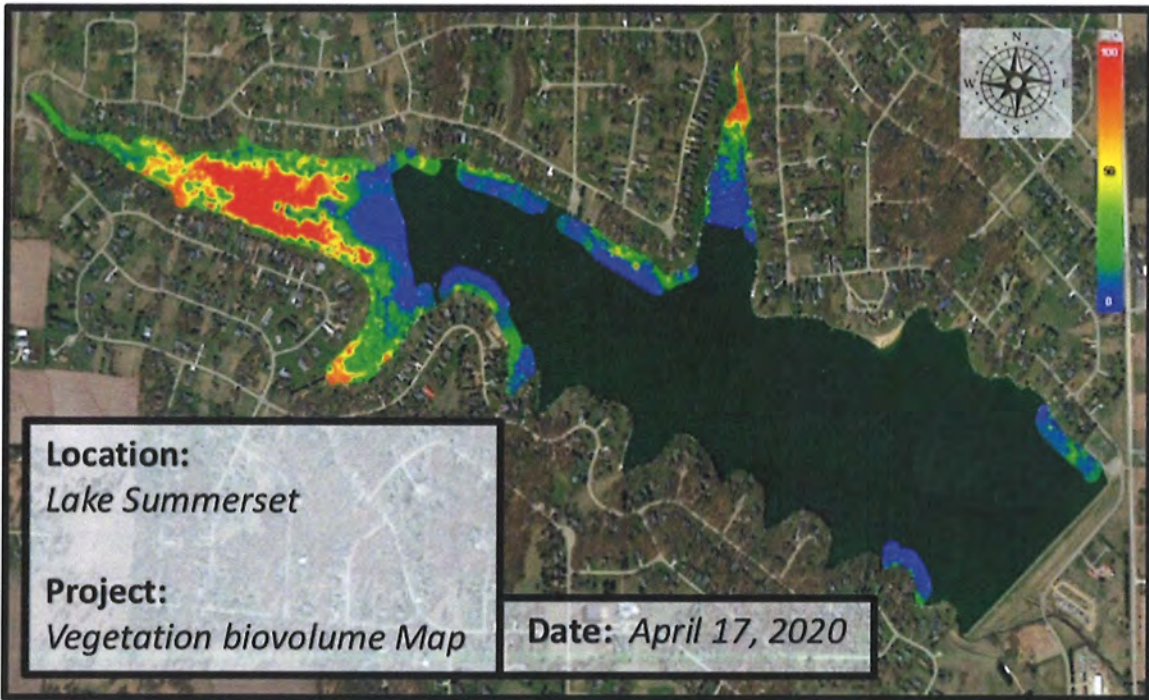 N
W
E
S
100
50
0
Location:
Lake Summerset
Project:
Vegetation biovolume Map
Date: April 17, 2020